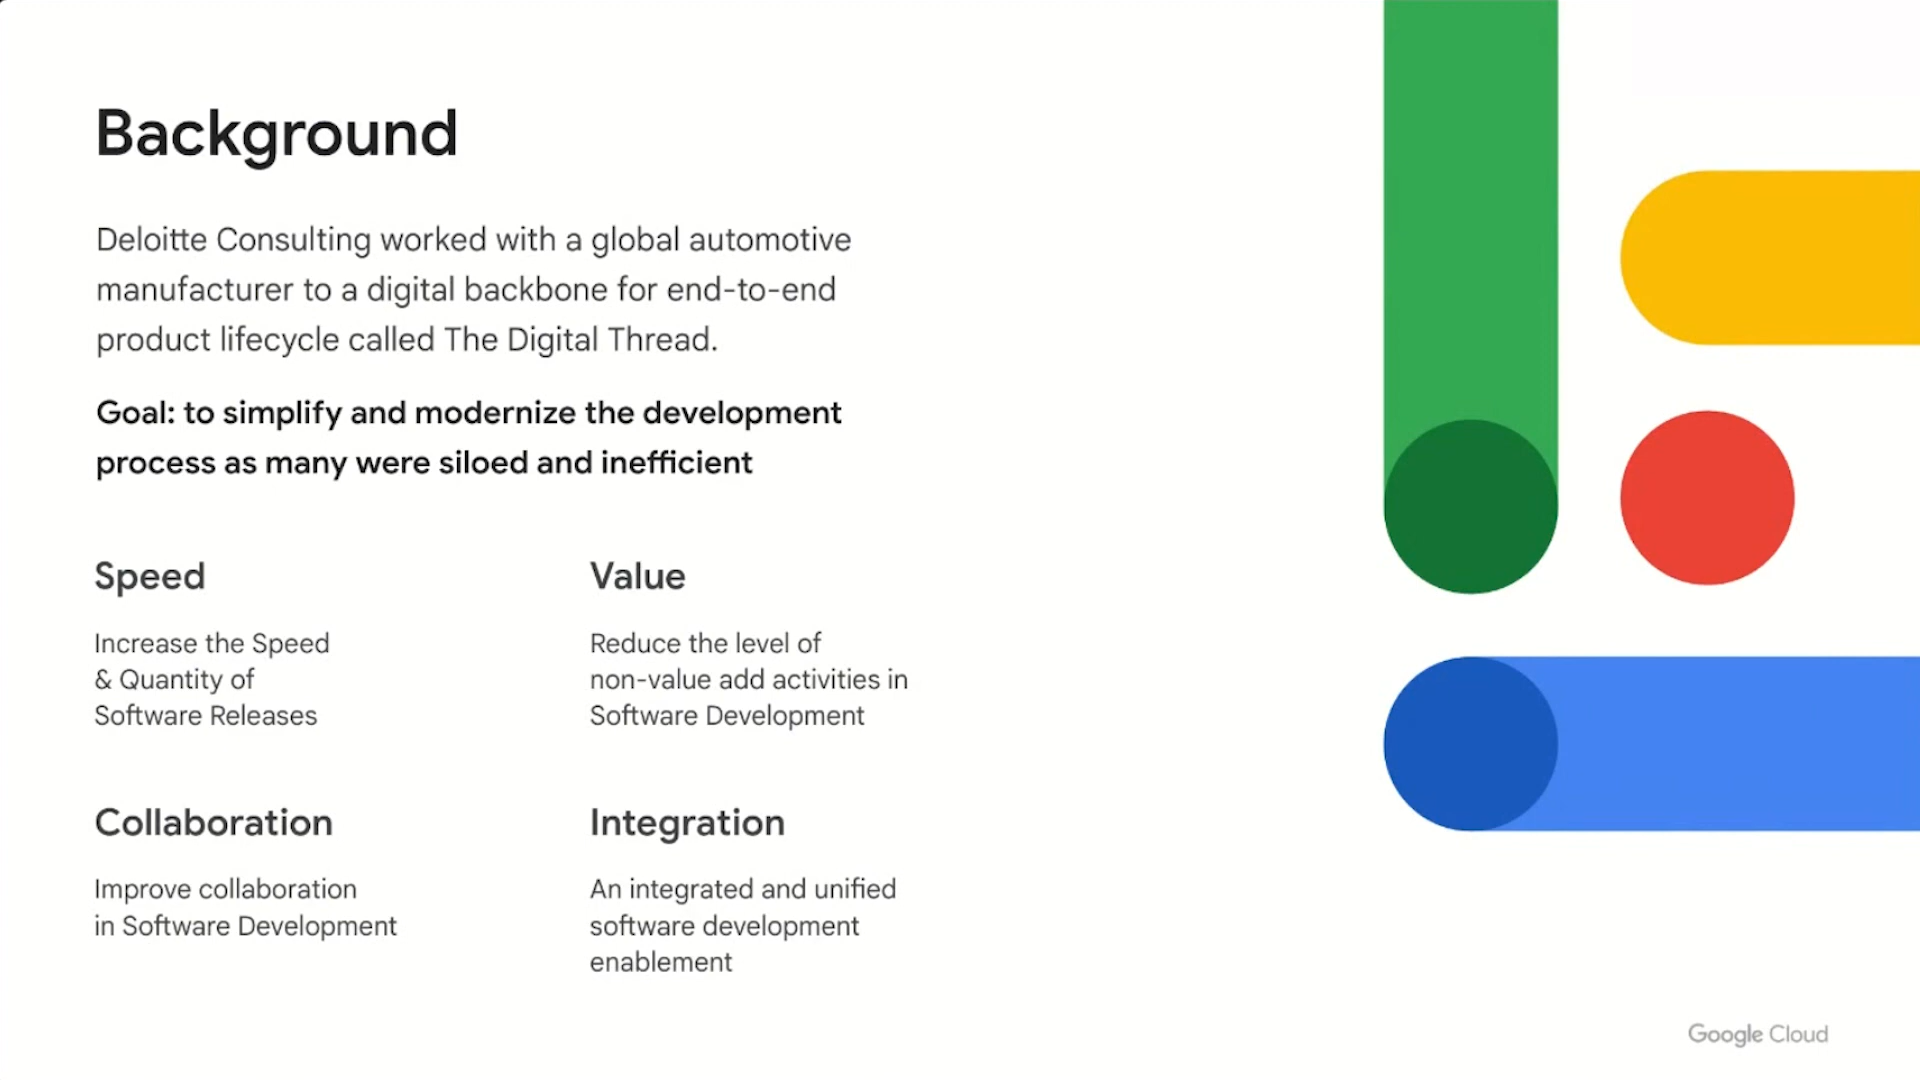 Background
Deloitte Consulting worked with a global automotive
manufacturer to a digital backbone for end-to-end
product lifecycle called The Digital Thread.
Goal: to simplify and modernize the development
process as many were siloed and inefficient
Speed
Increase the Speed
& Quantity of
Software Releases
Value
Reduce the level of
non-value add activities in
Software Development
Collaboration
Improve collaboration
in Software Development
Integration
An integrated and unified
software development
enablement
Google Cloud